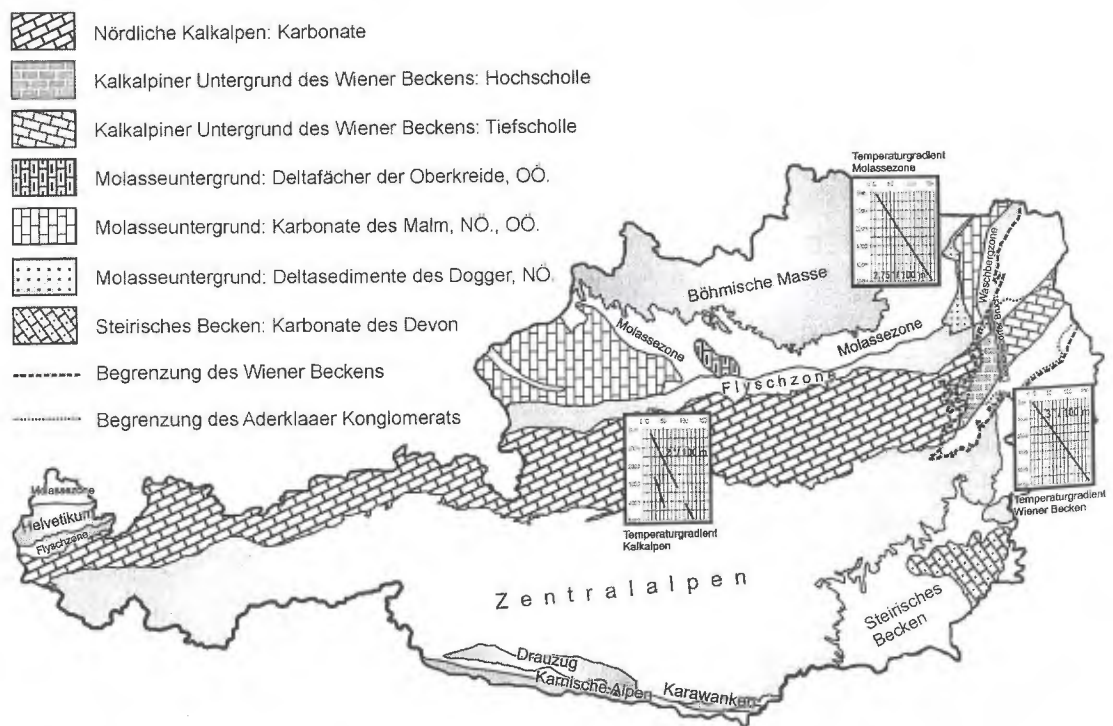 Nördliche Kalkalpen: Karbonate
Kalkalpiner Untergrund des Wiener Beckens: Hochscholle
Kalkalpiner Untergrund des Wiener Beckens: Tiefscholle
Molasseuntergrund: Deltafächer der Oberkreide, OÖ.
Molasseuntergrund: Karbonate des Malm, NÖ., OÖ.
Molasseuntergrund: Deltasedimente des Dogger, NÖ.
Steirisches Becken: Karbonate des Devon
Begrenzung des Wiener Beckens
Begrenzung des Aderklaaer Konglomerats
Temperaturgradient
Molassezone
2,75°/ 100 m
Böhmische Masse
Waschbergzone
Molassezone
Molassezone
Flyschzone
2°/ 100 m
Temperaturgradient
Kalkalpen
3°/ 100 m
Temperaturgradient
Wiener Becken
Molassezone
Helvetikum
Flyschzone
Zentralalpen
Steirisches
Becken
Drauzug
Karnische Alpen
Karawanken